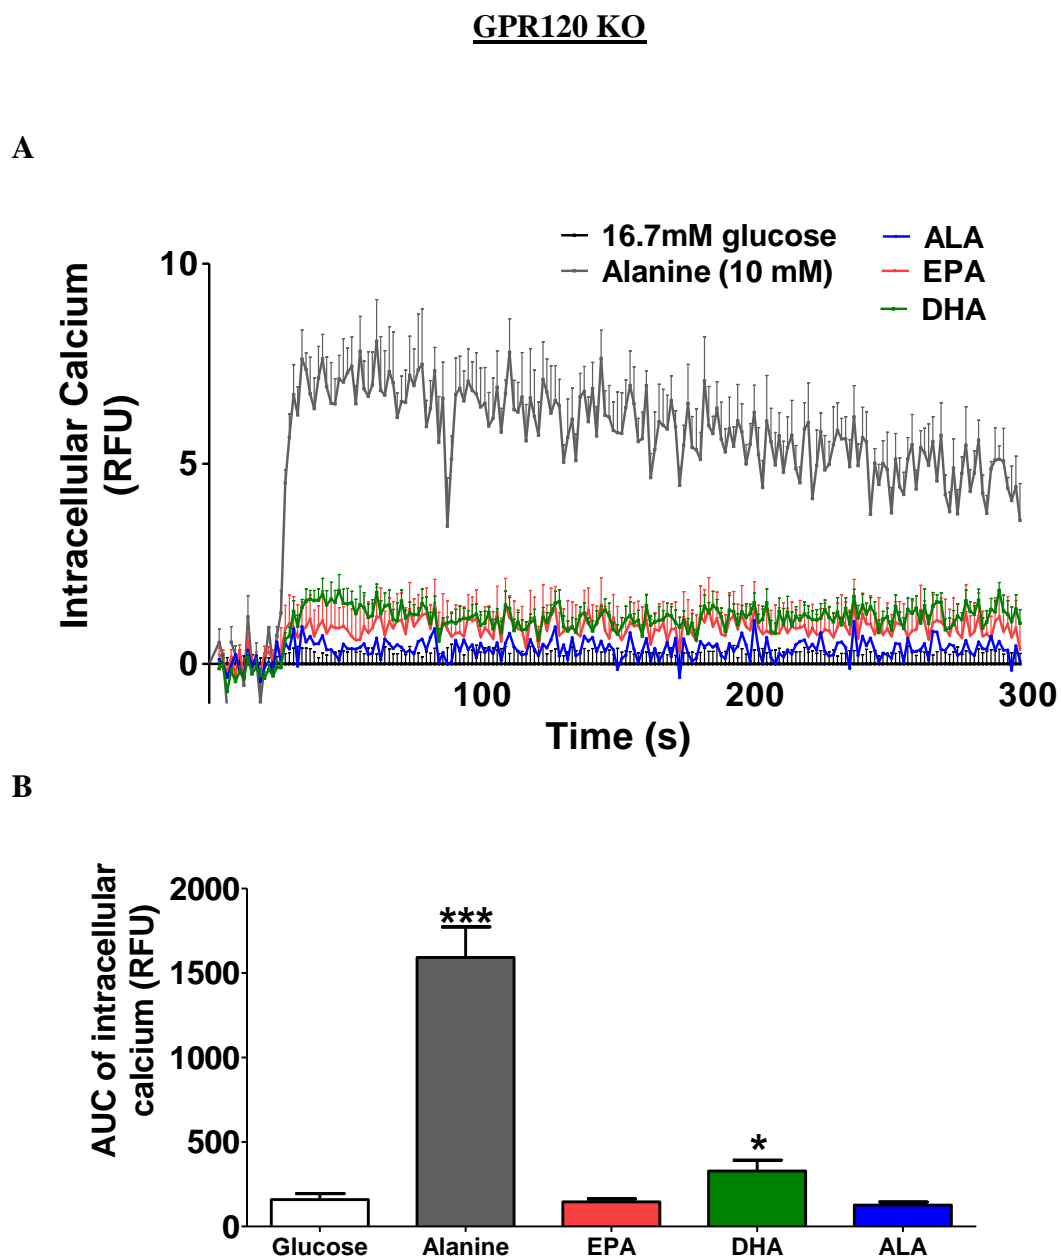 GPR120 KO
A
16.7mM glucose
Alanine (10 mM)
ALA
EPA
DHA
Intracellular Calcium
(RFU)
10
5
0
100 200 300
Time (s)
B
AUC of intracellular
calcium (RFU)
2000
1500
1000
500
0
***
*
Glucose Alanine EPA DHA ALA